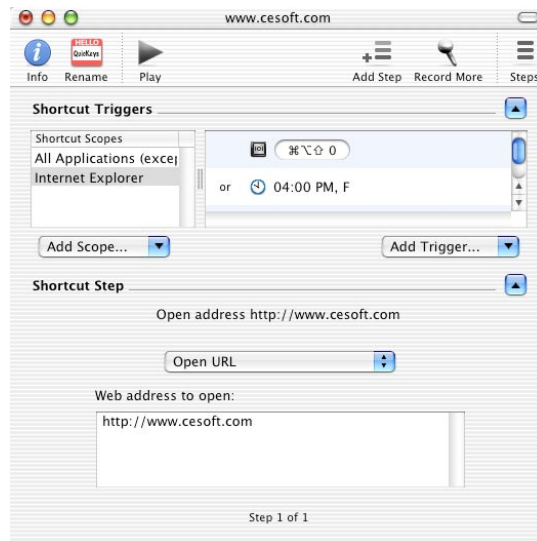 www.cesoft.com
HELLO
QuicKeys
Info Rename Play Add Step Record More Steps
Shortcut Triggers
Shortcut Scopes
All Applications (excep
Internet Explorer
⌘⌥⇧ 0
or 04:00 PM, F
Add Scope... Add Trigger...
Shortcut Step
Open address http://www.cesoft.com
Open URL
Web address to open:
http://www.cesoft.com
Step 1 of 1